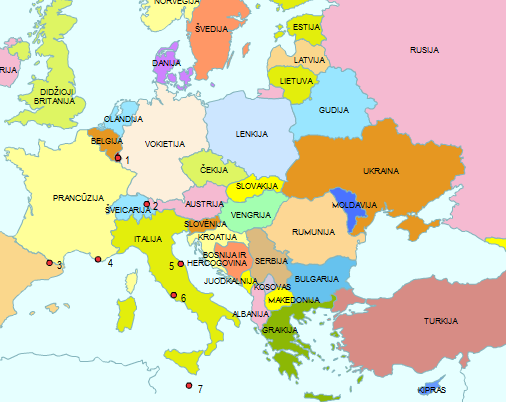 NORVEGIJA
ŠVEDIJA
ESTIJA
RUSIJA
LATVIJA
DANIJA
RIJA
LIETUVA
DIDŽIOJI
BRITANIJA
GUDIJA
OLANDIJA
LENKIJA
BELGIJA
VOKIETIJA
1
ČEKIJA
UKRAINA
SLOVAKIJA
PRANCŪZIJA
AUSTRIJA
MOLDAVIJA
2
ŠVEICARIJA
VENGRIJA
SLOVĖNIJA
RUMUNIJA
ITALIJA
KROATIJA
BOSNIJA IR
HERCOGOVINA
SERBIJA
3
4
5
JUODKALNIJA
KOSOVAS
BULGARIJA
6
MAKEDONIJA
ALBANIJA
TURKIJA
GRAIKIJA
7
KIPRAS